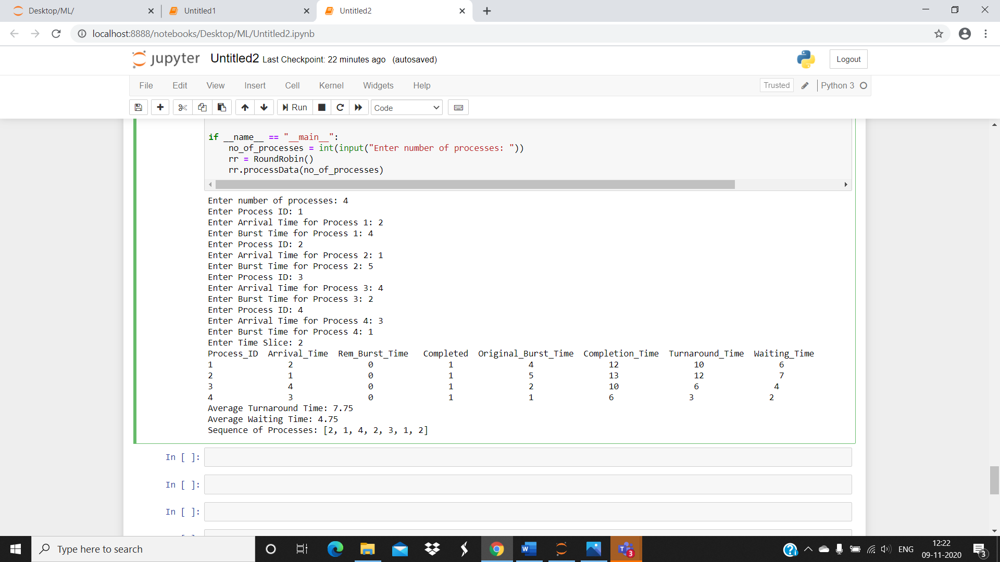 Desktop/ML/ Untitled1 Untitled2
localhost:8888/notebooks/Desktop/ML/Untitled2.ipynb
jupyter Untitled2 Last Checkpoint: 22 minutes ago (autosaved) Logout
File Edit View Insert Cell Kernel Widgets Help Trusted Python 3
Run Code
if __name__ == "__main__":
    no_of_processes = int(input("Enter number of processes: "))
    rr = RoundRobin()
    rr.processData(no_of_processes)
Enter number of processes: 4
Enter Process ID: 1
Enter Arrival Time for Process 1: 2
Enter Burst Time for Process 1: 4
Enter Process ID: 2
Enter Arrival Time for Process 2: 1
Enter Burst Time for Process 2: 5
Enter Process ID: 3
Enter Arrival Time for Process 3: 4
Enter Burst Time for Process 3: 2
Enter Process ID: 4
Enter Arrival Time for Process 4: 3
Enter Burst Time for Process 4: 1
Enter Time Slice: 2
Process_ID Arrival_Time Rem_Burst_Time Completed Original_Burst_Time Completion_Time Turnaround_Time Waiting_Time
1 2 0 1 4 12 10 6
2 1 0 1 5 13 12 7
3 4 0 1 2 10 6 4
4 3 0 1 1 6 3 2
Average Turnaround Time: 7.75
Average Waiting Time: 4.75
Sequence of Processes: [2, 1, 4, 2, 3, 1, 2]
In [ ]:
In [ ]:
In [ ]:
Type here to search
W
T 3
ENG
12:22
09-11-2020
3